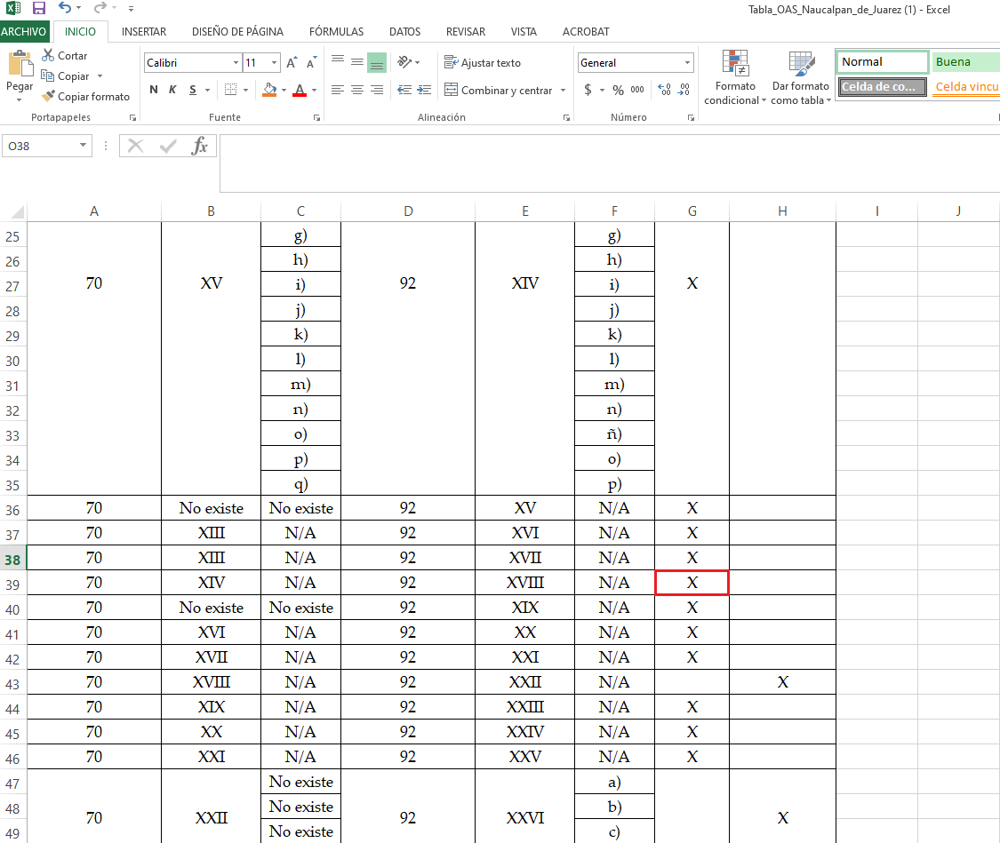 Tabla_OAS_Naucalpan_de_Juarez (1) - Excel
ARCHIVO INICIO INSERTAR DISEÑO DE PÁGINA FÓRMULAS DATOS REVISAR VISTA ACROBAT
Pegar
Cortar
Copiar
Copiar formato
Portapapeles
Calibri 11
N K S
Fuente
Ajustar texto
Combinar y centrar
Alineación
General
$ % 000
Número
Formato condicional
Dar formato como tabla
Normal Buena
Celda de co... Celda vincu
O38
A B C D E F G H I J
25 g) g)
26 h) h)
27 70 XV i) 92 XIV i) X
28 j) j)
29 k) k)
30 l) l)
31 m) m)
32 n) n)
33 o) ñ)
34 p) o)
35 q) p)
36 70 No existe No existe 92 XV N/A X
37 70 XIII N/A 92 XVI N/A X
38 70 XIII N/A 92 XVII N/A X
39 70 XIV N/A 92 XVIII N/A X
40 70 No existe No existe 92 XIX N/A X
41 70 XVI N/A 92 XX N/A X
42 70 XVII N/A 92 XXI N/A X
43 70 XVIII N/A 92 XXII N/A X
44 70 XIX N/A 92 XXIII N/A X
45 70 XX N/A 92 XXIV N/A X
46 70 XXI N/A 92 XXV N/A X
47 No existe a)
48 70 XXII No existe 92 XXVI b) X
49 No existe c)